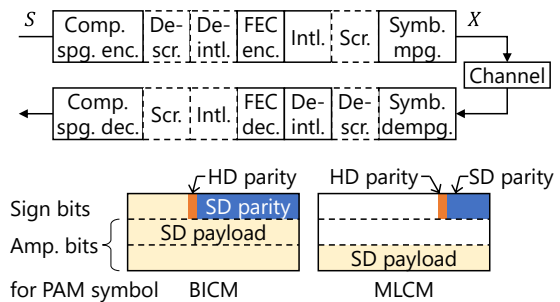 S
Comp.
spg. enc.
De-
scr.
De-
intl.
FEC
enc.
Intl.
Scr.
Symb.
mpg.
X
Channel
Comp.
spg. dec.
Scr.
Intl.
FEC
dec.
De-
intl.
De-
scr.
Symb.
dempg.
HD parity
HD parity
SD parity
Sign bits
SD parity
Amp. bits
SD payload
SD payload
for PAM symbol
BICM
MLCM